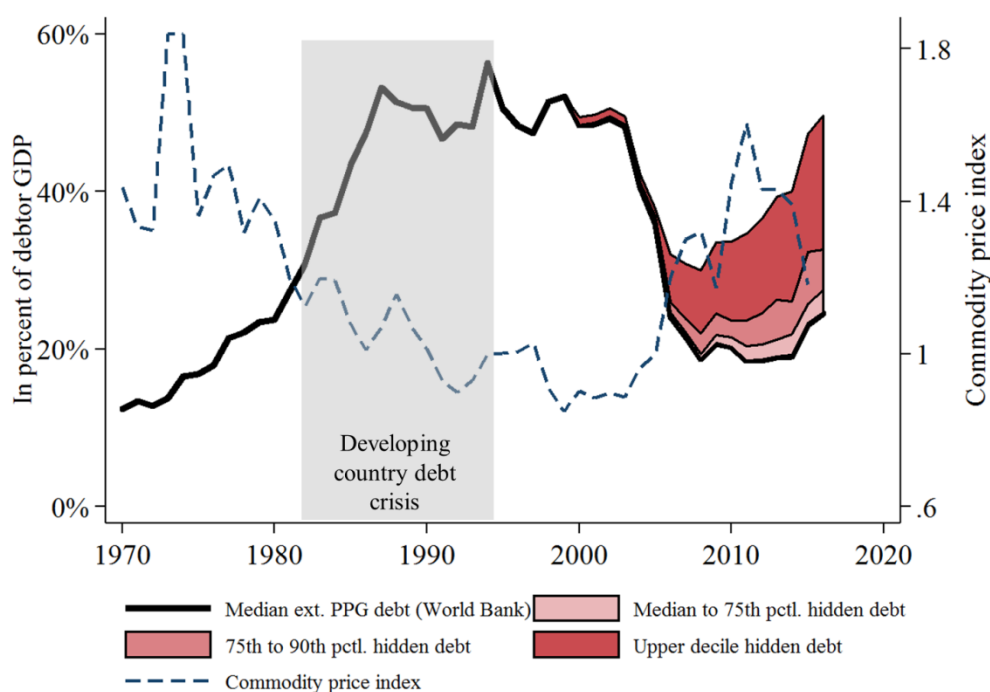 60%
40%
20%
0%
In percent of debtor GDP
1.8
1.4
1
.6
Commodity price index
Developing
country debt
crisis
1970 1980 1990 2000 2010 2020
Median ext. PPG debt (World Bank) Median to 75th pctl. hidden debt
75th to 90th pctl. hidden debt Upper decile hidden debt
Commodity price index